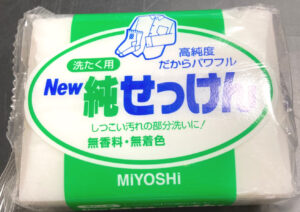 高純度
だからパワフル
洗たく用
New 純せっけん
しつこい汚れの部分洗いに!
無香料・無着色
MiYOSHi